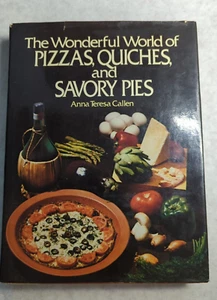 The Wonderful World of
PIZZAS, QUICHES,
and
SAVORY PIES
Anna Teresa Callen